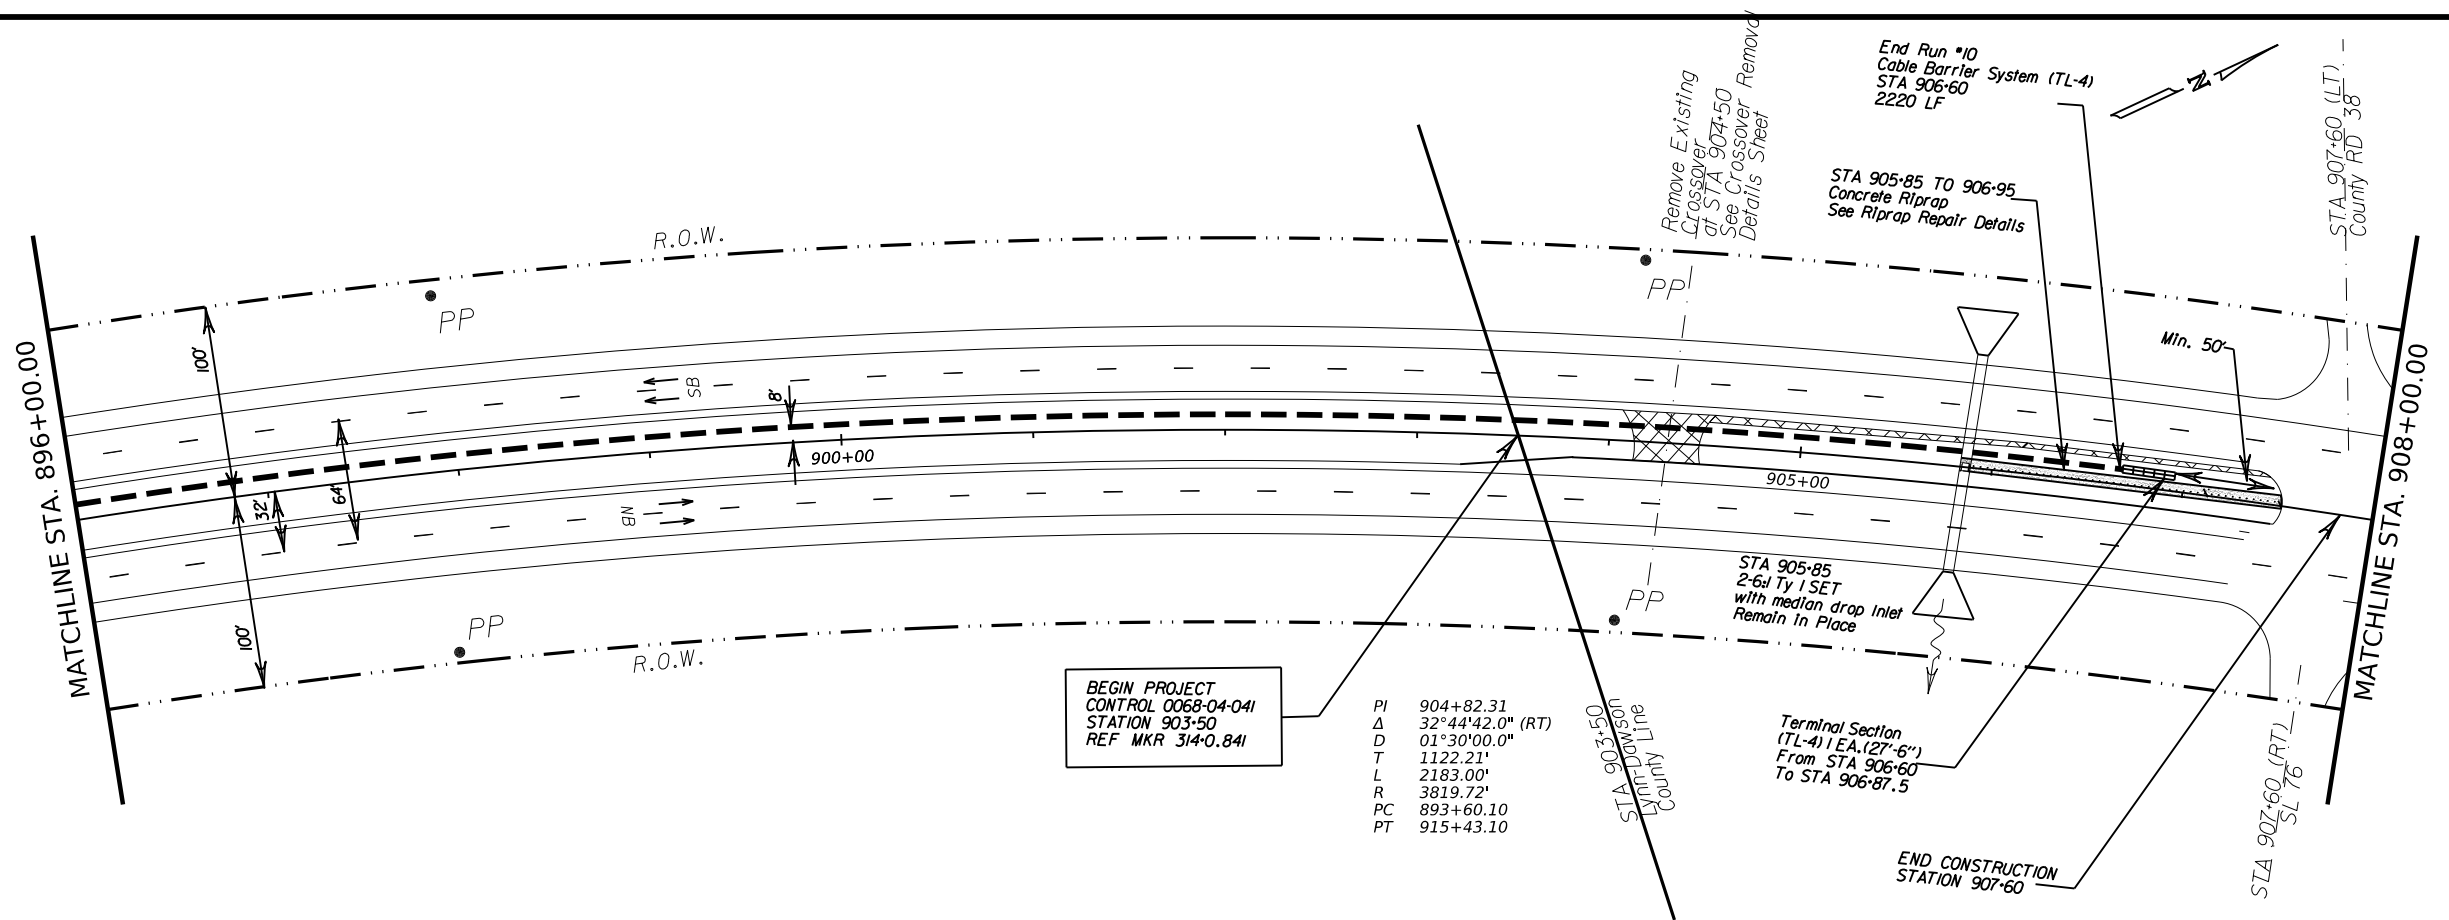 End Run #10
Cable Barrier System (TL-4)
STA 906+60
2220 LF
N
Remove Existing
Crossover
at STA 904+50
See Crossover Removal
Details Sheet
STA 905+85 TO 906+95
Concrete Riprap
See Riprap Repair Details
STA 907+60 (LT)
County RD 38
R.O.W.
PP
PP
Min. 50'
MATCHLINE STA. 896+00.00
100'
SB
8'
900+00
905+00
32'
64'
NB
100'
PP
R.O.W.
PP
MATCHLINE STA. 908+00.00
STA 905+85
2-6:1 Ty I SET
with median drop Inlet
Remain In Place
BEGIN PROJECT
CONTROL 0068-04-041
STATION 903+50
REF MKR 314+0.841
PI 904+82.31
Δ 32°44'42.0" (RT)
D 01°30'00.0"
T 1122.21'
L 2183.00'
R 3819.72'
PC 893+60.10
PT 915+43.10
STA 903+50
Lynn-Dawson
County Line
Terminal Section
(TL-4) 1 EA.(27'-6")
From STA 906+60
To STA 906+87.5
STA 907+60 (RT)
SL 76
END CONSTRUCTION
STATION 907+60